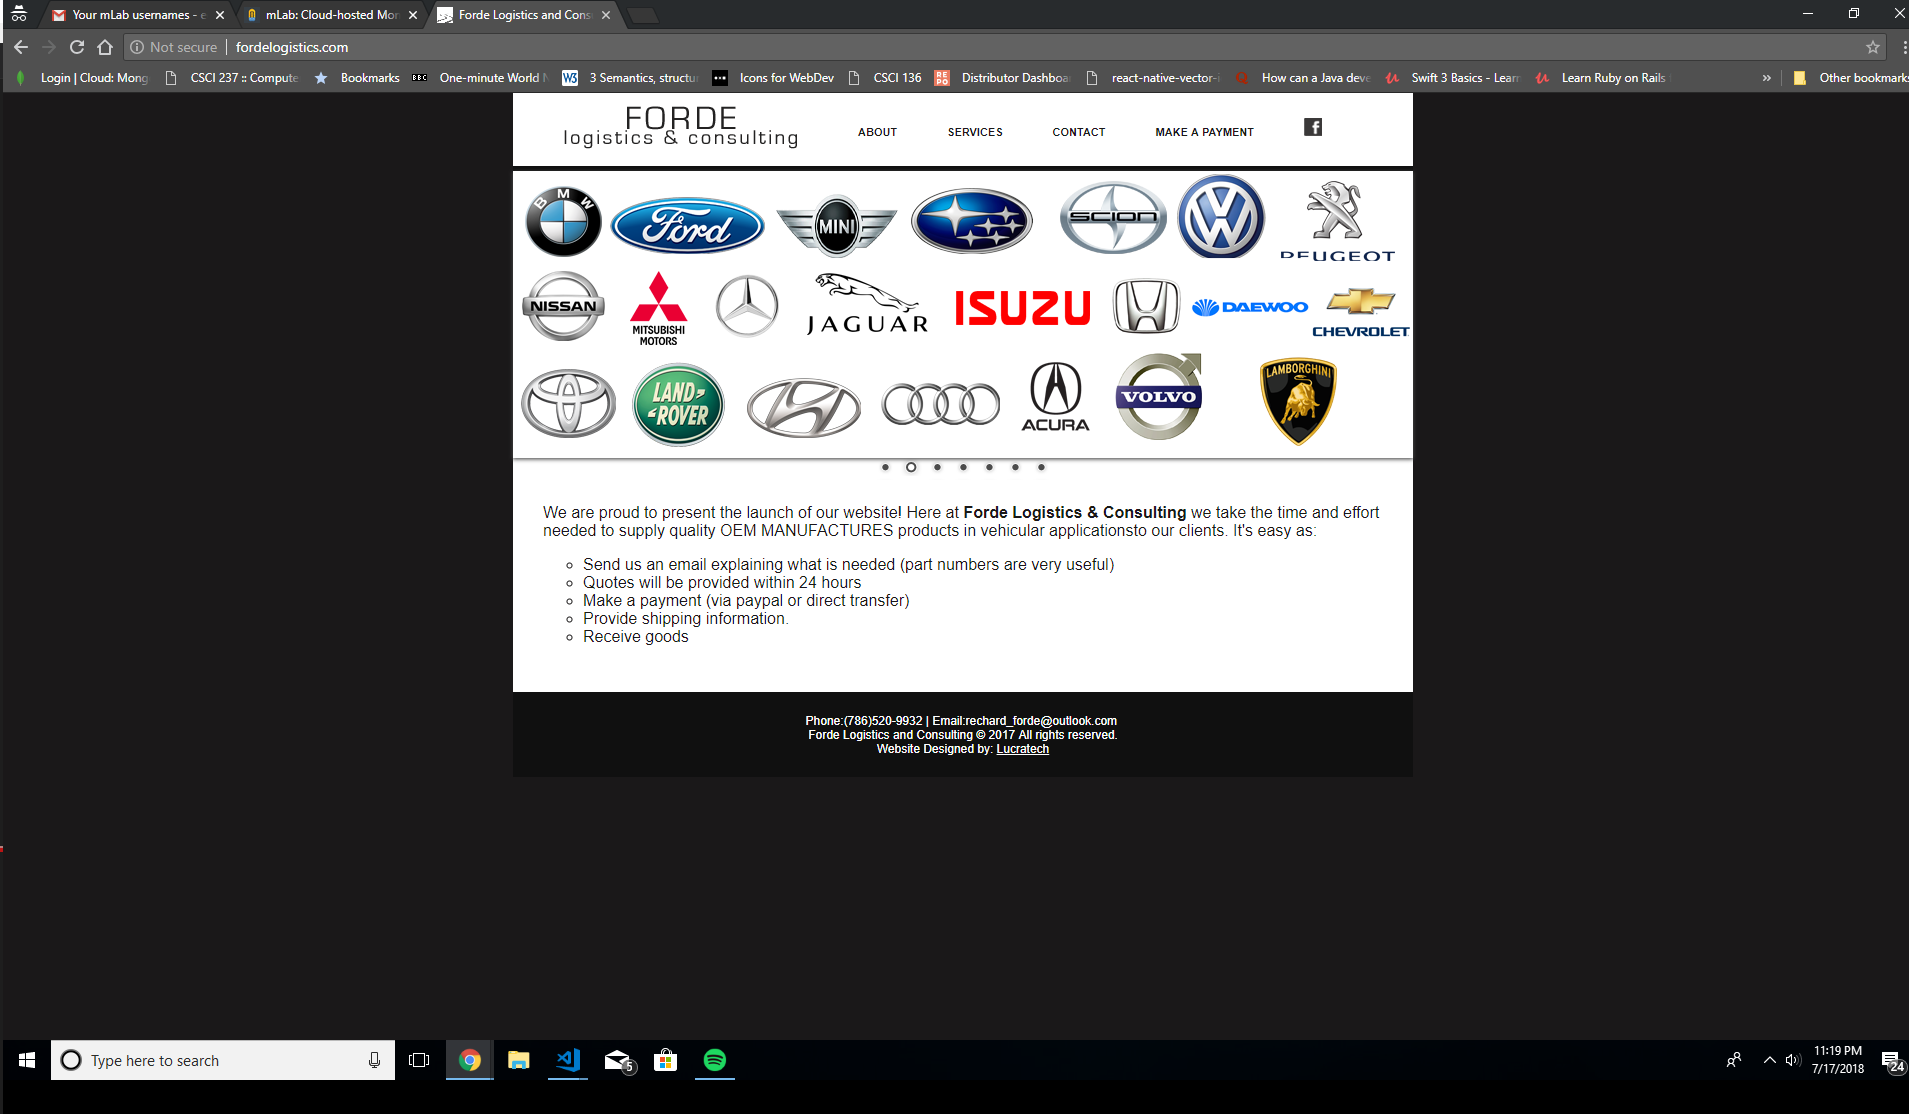 Your mLab usernames - e
mLab: Cloud-hosted Mon
Forde Logistics and Cons
Not secure | fordelogistics.com
Login | Cloud: Mong
CSCI 237 :: Compute
Bookmarks
BBC
One-minute World N
W3
3 Semantics, structu
Icons for WebDev
CSCI 136
RE
PO
Distributor Dashboa
react-native-vector-i
How can a Java deve
Swift 3 Basics - Learn
Learn Ruby on Rails
»
Other bookmarks
FORDE
logistics & consulting
ABOUT
SERVICES
CONTACT
MAKE A PAYMENT
f
BMW
Ford
MINI
SCION
VW
PEUGEOT
NISSAN
MITSUBISHI
MOTORS
JAGUAR
ISUZU
DAEWOO
CHEVROLET
LAND-
-ROVER
ACURA
VOLVO
LAMBORGHINI
We are proud to present the launch of our website! Here at Forde Logistics & Consulting we take the time and effort
needed to supply quality OEM MANUFACTURES products in vehicular applicationsto our clients. It's easy as:
Send us an email explaining what is needed (part numbers are very useful)
Quotes will be provided within 24 hours
Make a payment (via paypal or direct transfer)
Provide shipping information.
Receive goods
Phone:(786)520-9932 | Email:rechard_forde@outlook.com
Forde Logistics and Consulting © 2017 All rights reserved.
Website Designed by: Lucratech
Type here to search
5
11:19 PM
7/17/2018
24